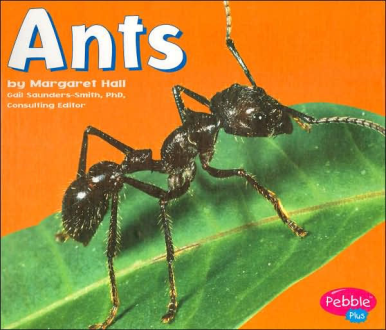 Ants
by Margaret Hall
Gail Saunders-Smith, PhD,
Consulting Editor
Pebble
Plus